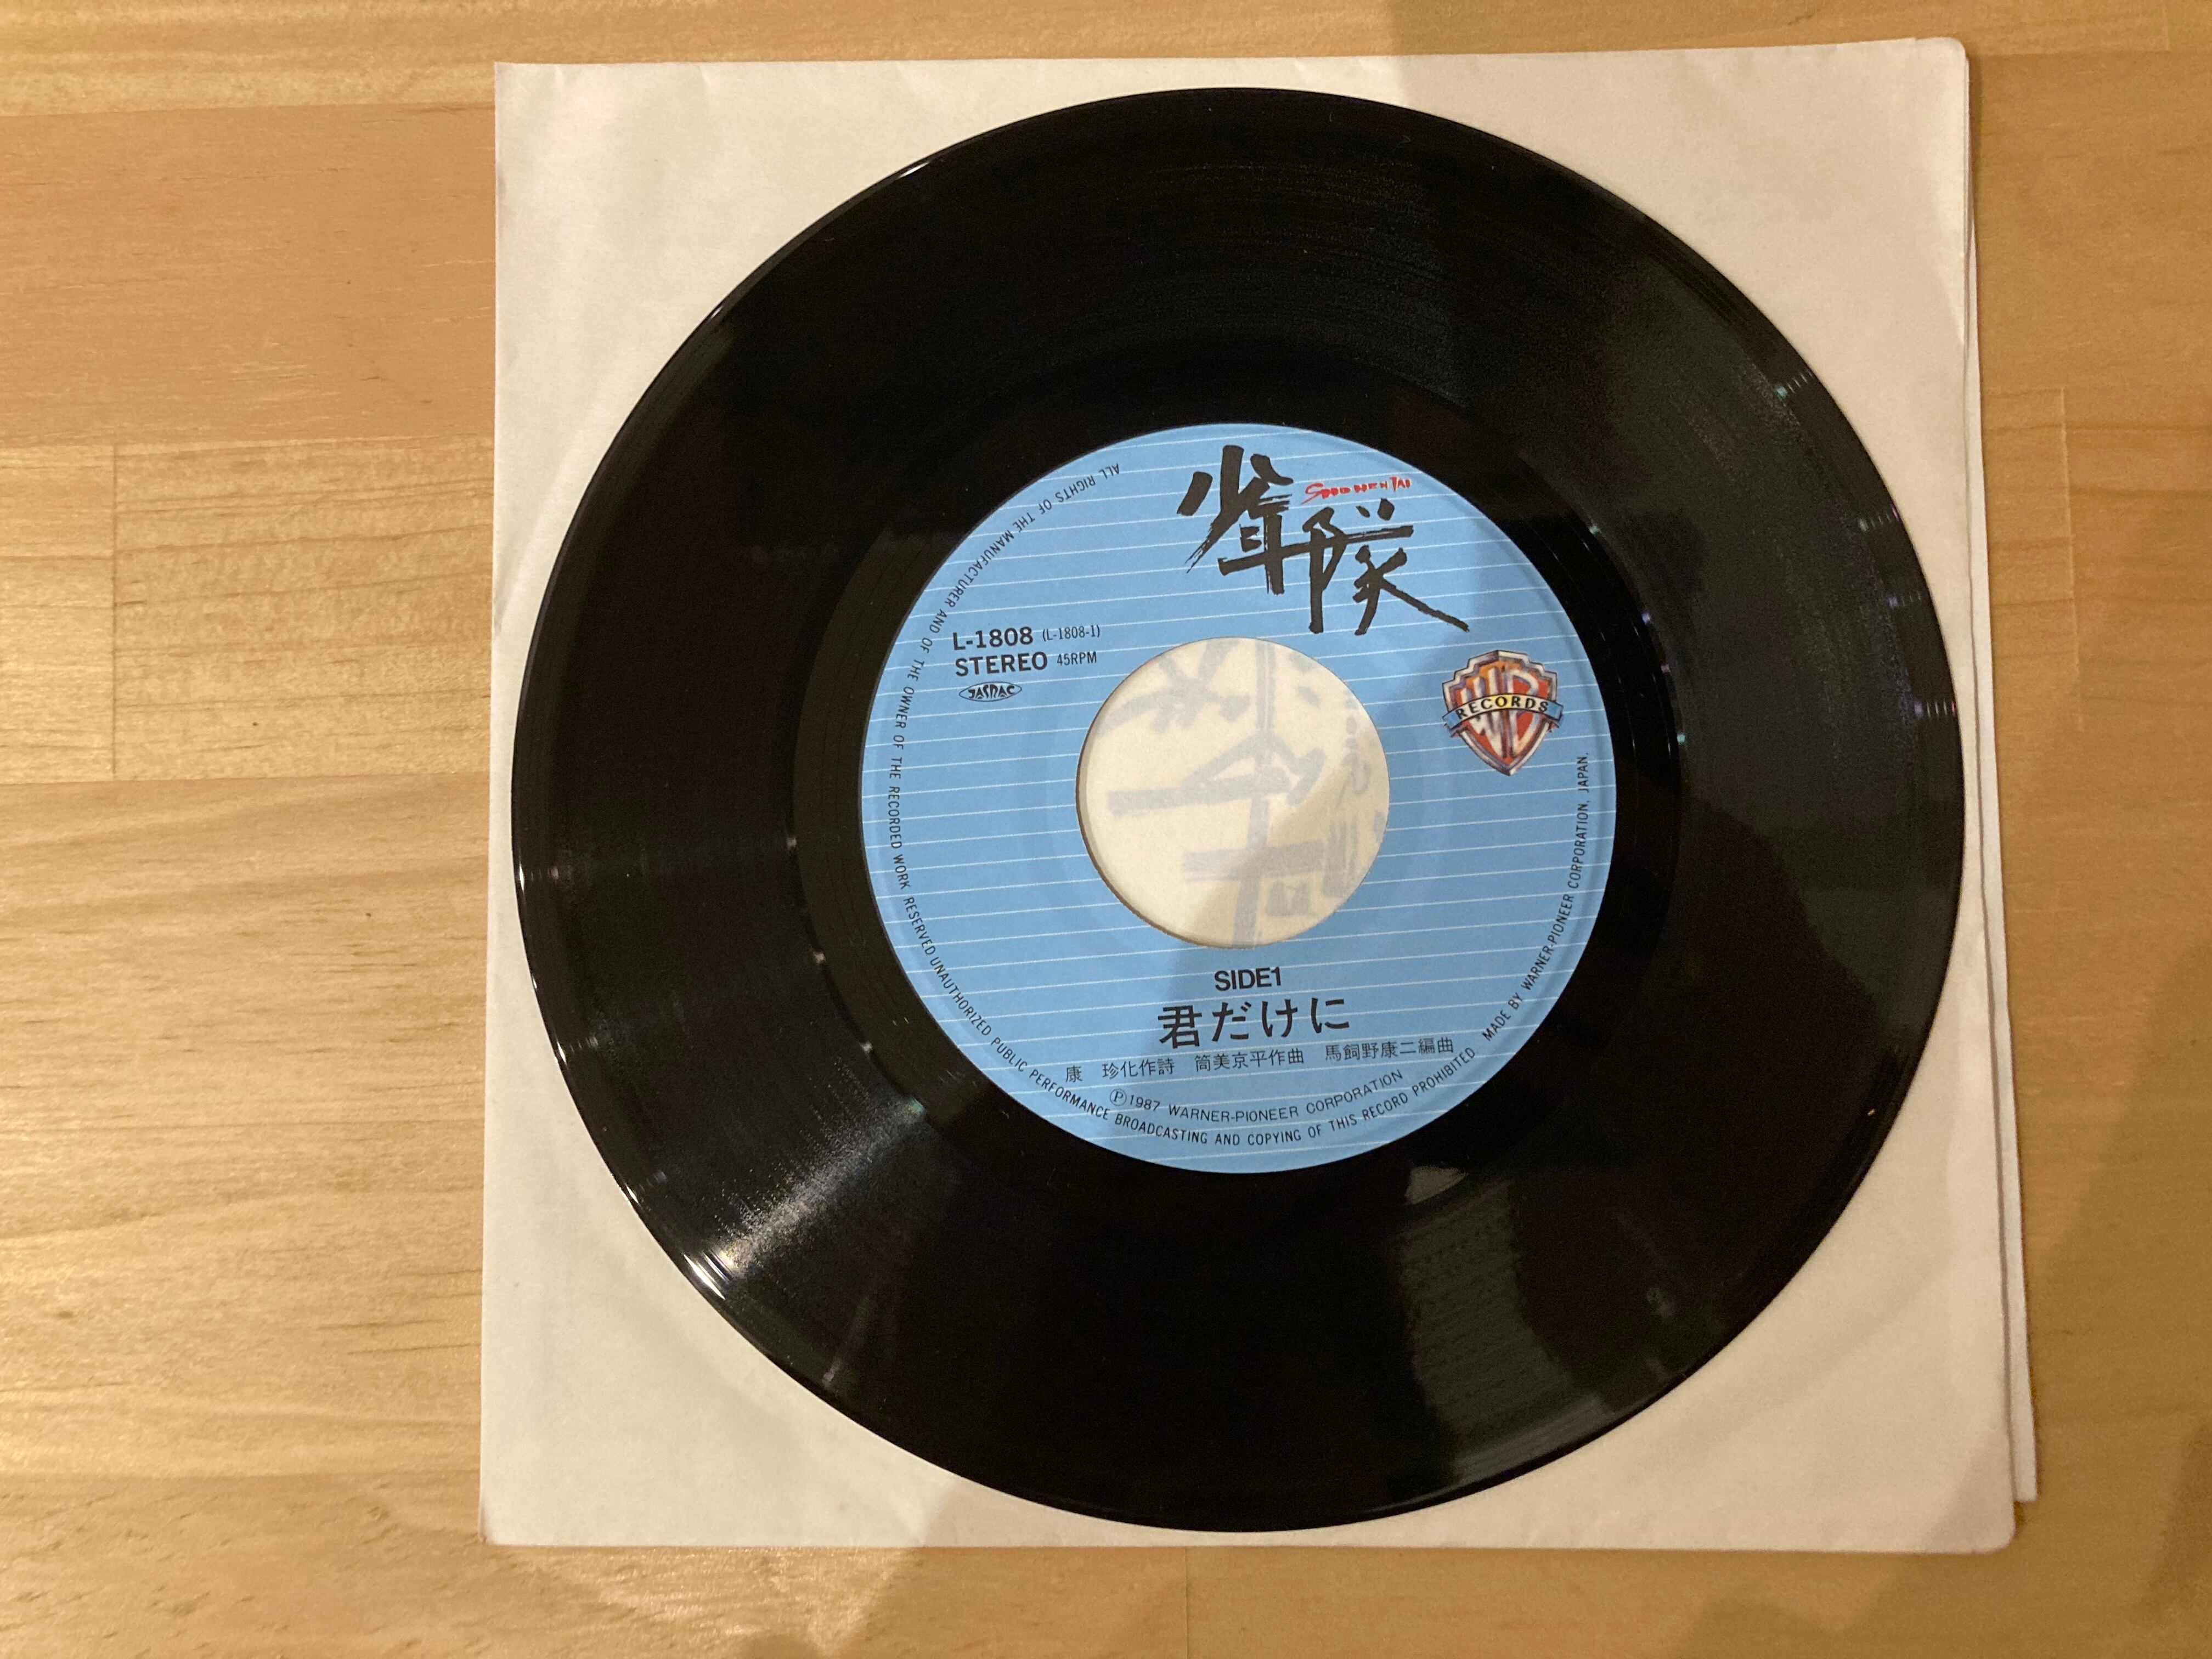 少年隊
SHONENTAI
L-1808 (L-1808-1)
STEREO 45RPM
JASRAC
WB
RECORDS
SIDE1
君だけに
康 珍化作詩 筒美京平作曲 馬飼野康二編曲
Ⓟ1987 WARNER-PIONEER CORPORATION
ALL RIGHTS OF THE MANUFACTURER AND OF THE OWNER OF THE RECORDED WORK RESERVED UNAUTHORIZED PUBLIC PERFORMANCE BROADCASTING AND COPYING OF THIS RECORD PROHIBITED MADE BY WARNER-PIONEER CORPORATION, JAPAN.